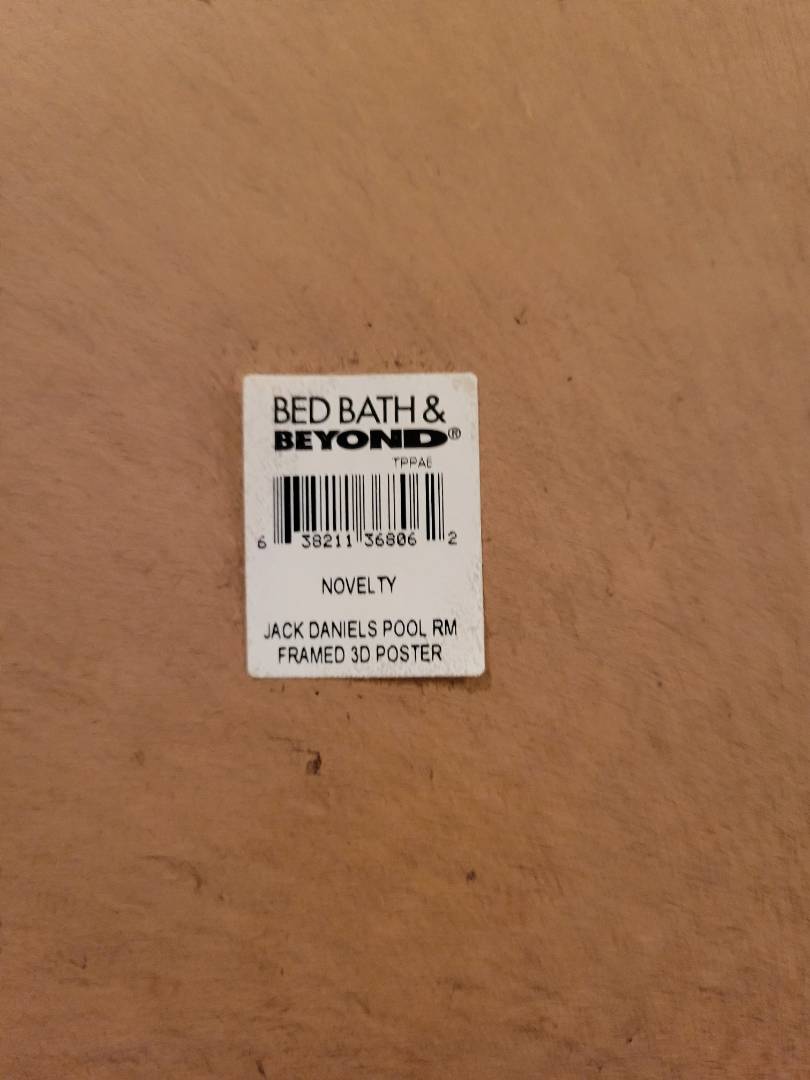 BED BATH &
BEYOND®
TPPAE
6 38211 36806 2
NOVELTY
JACK DANIELS POOL RM
FRAMED 3D POSTER